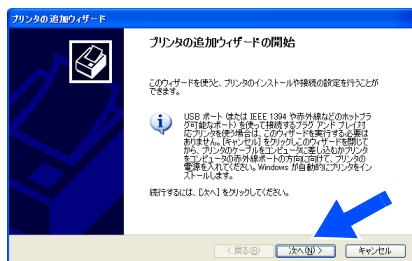 プリンタの追加ウィザード
プリンタの追加ウィザードの開始
このウィザードを使うと、プリンタのインストールや接続の設定を行うことが
できます。
USB ポート (または IEEE 1394 や赤外線などのホットプラ
グ可能なポート) を使って接続するプラグ アンド プレイ対
応プリンタを使う場合は、このウィザードを実行する必要は
ありません。[キャンセル] をクリックしこのウィザードを閉じて
から、プリンタのケーブルをコンピュータに差し込むかプリンタ
をコンピュータの赤外線ポートの方向に向けて、プリンタの
電源を入れてください。Windows が自動的にプリンタをイン
ストールします。
続行するには、[次へ] をクリックしてください。
< 戻る(B) 次へ(N) > キャンセル